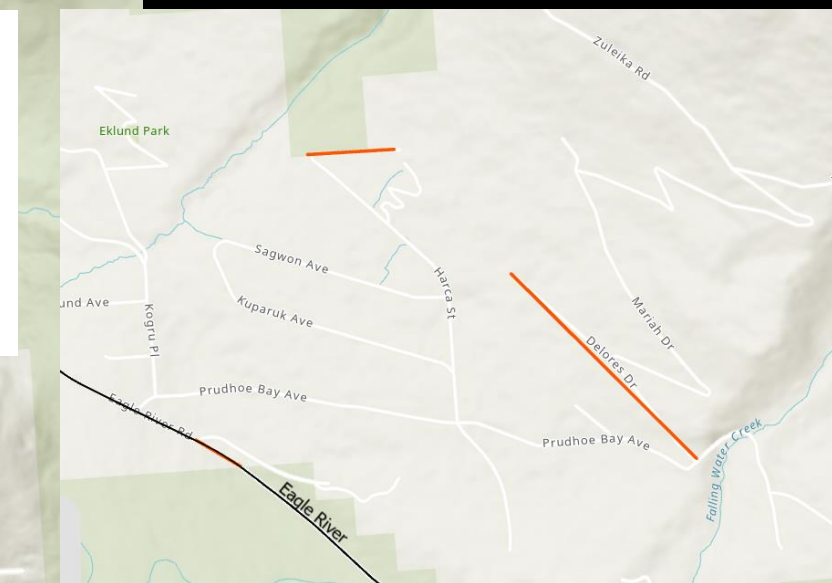 Zuleika Rd
Eklund Park
Sagwon Ave
Harca St
und Ave
Kogru Pl
Kuparuk Ave
Mariah Dr
Delores Dr
Prudhoe Bay Ave
Eagle River Rd
Prudhoe Bay Ave
Falling Water Creek
Eagle River